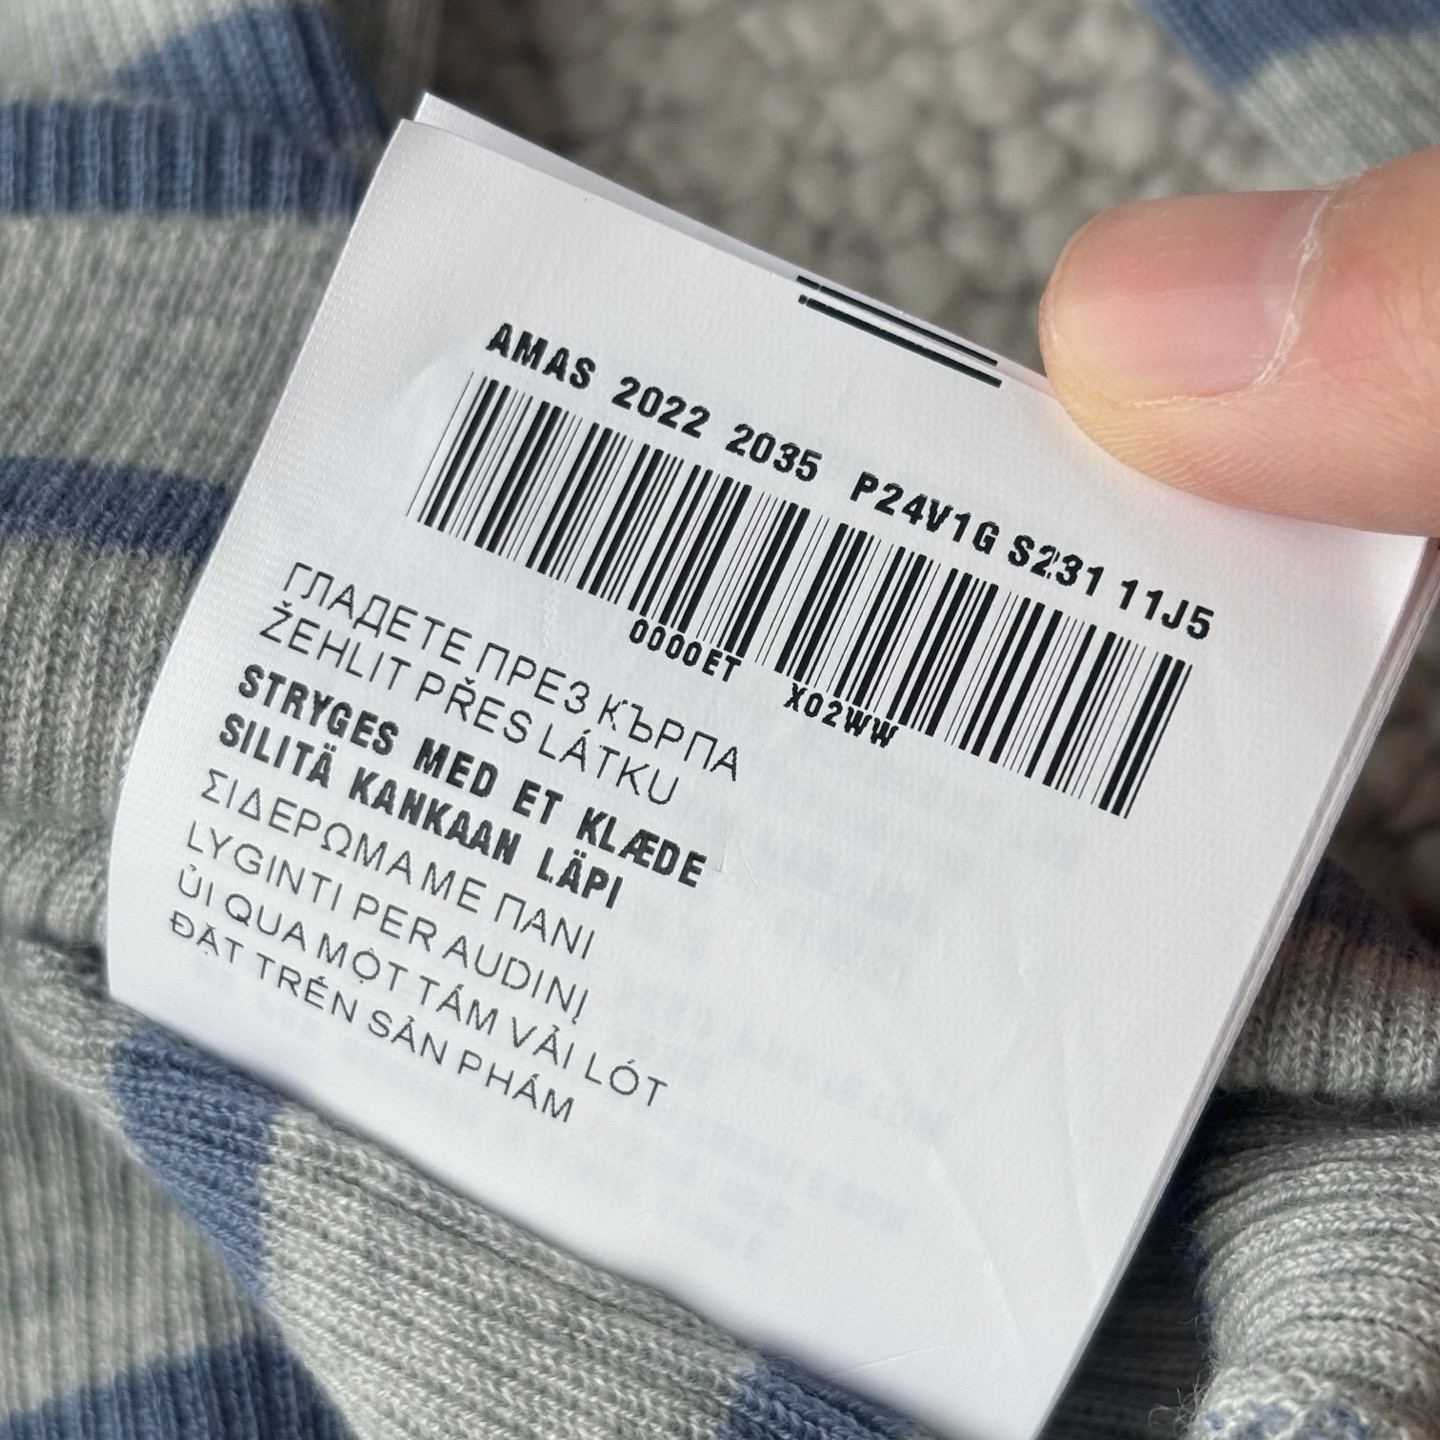 AMAS 2022 2035 P24V1G S231 11J5
0000ET X02WW
ГЛАДЕТЕ ПРЕЗ КЪРПА
ŽEHLIT PŘES LÁTKU
STRYGES MED ET KLÆDE
SILITÄ KANKAAN LÄPI
ΣΙΔΕΡΩΜΑ ΜΕ ΠΑΝΙ
LYGINTI PER AUDINĮ
ỦI QUA MỘT TẤM VẢI LÓT
ĐẶT TRÊN SẢN PHẨM